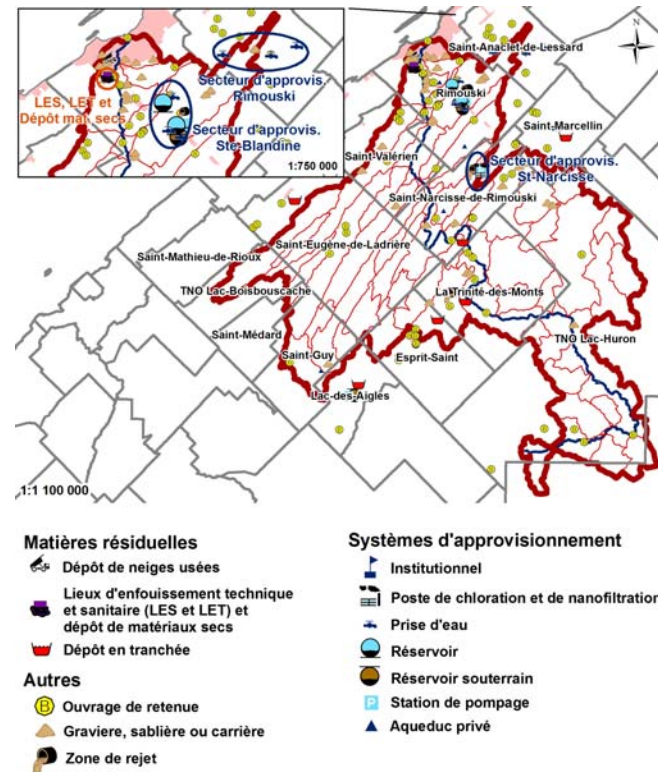 Secteur d'approvis.
Rimouski
LES, LET et
Dépôt mat. secs
Secteur d'approvis.
Ste-Blandine
1:750 000
Saint-Anaclet-de-Lessard
Rimouski
Saint-Marcellin
Saint-Valérien
Secteur d'approvis.
St-Narcisse
Saint-Narcisse-de-Rimouski
Saint-Eugène-de-Ladrière
Saint-Mathieu-de-Rioux
TNO Lac-Boisbouscache
La Trinité-des-Monts
Saint-Médard
TNO Lac-Huron
Saint-Guy
Esprit-Saint
Lac-des-Aigles
1:1 100 000
N
Matières résiduelles
Dépôt de neiges usées
Lieux d'enfouissement technique
et sanitaire (LES et LET) et
dépôt de matériaux secs
Dépôt en tranchée
Autres
B Ouvrage de retenue
Graviere, sablière ou carrière
Zone de rejet
Systèmes d'approvisionnement
Institutionnel
Poste de chloration et de nanofiltration
Prise d'eau
Réservoir
Réservoir souterrain
P Station de pompage
Aqueduc privé